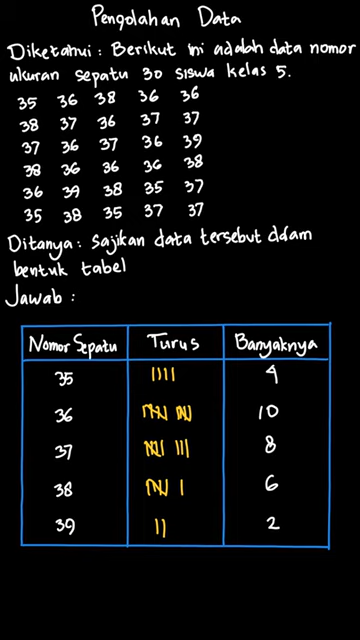 Pengolahan Data
Diketahui : Berikut ini adalah data nomor
ukuran sepatu 30 siswa kelas 5.
35 36 38 36 36
38 37 36 37 37
37 36 37 36 39
38 36 36 36 38
36 39 38 35 37
35 38 35 37 37
Ditanya : Sajikan data tersebut dalam
bentuk tabel
Jawab :
Nomor Sepatu Turus Banyaknya
35 |||| 4
36 10
37 8
38 6
39 || 2